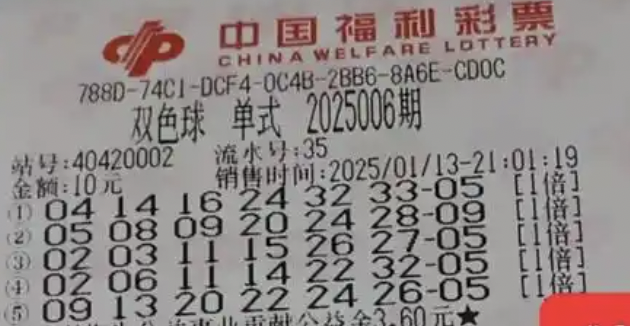 中国福利彩票
CHINA WELFARE LOTTERY
788D-74C1-DCF4-0C4B-2BB6-8A6E-CD0C
双色球 单式 2025006期
站号:40420002 流水号:35
金额:10元 销售时间:2025/01/13-21:01:19
① 04 14 16 24 32 33-05 [1倍]
② 05 08 09 20 24 28-09 [1倍]
③ 02 03 11 15 26 27-05 [1倍]
④ 02 06 11 14 22 32-05 [1倍]
⑤ 09 13 20 22 24 26-05 [1倍]
公益金3.60元★